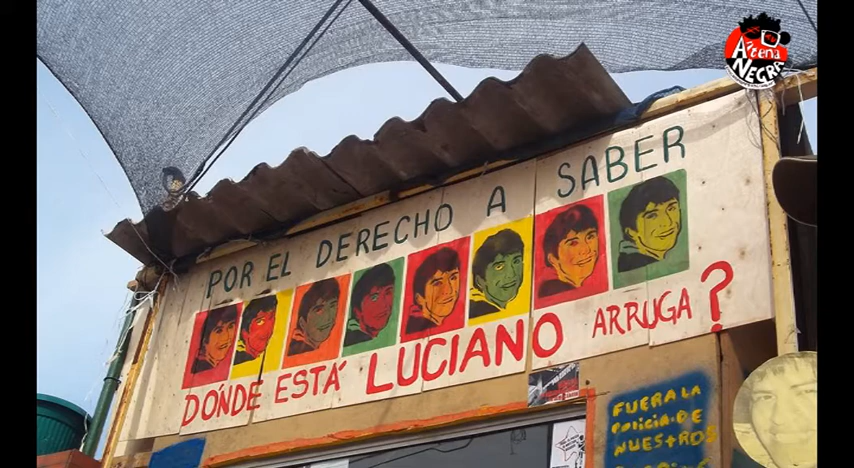 Antena
NEGRA
POR EL DERECHO A SABER
DÓNDE ESTÁ LUCIANO ARRUGA?
FUERA LA
POLICIA DE
NUESTROS